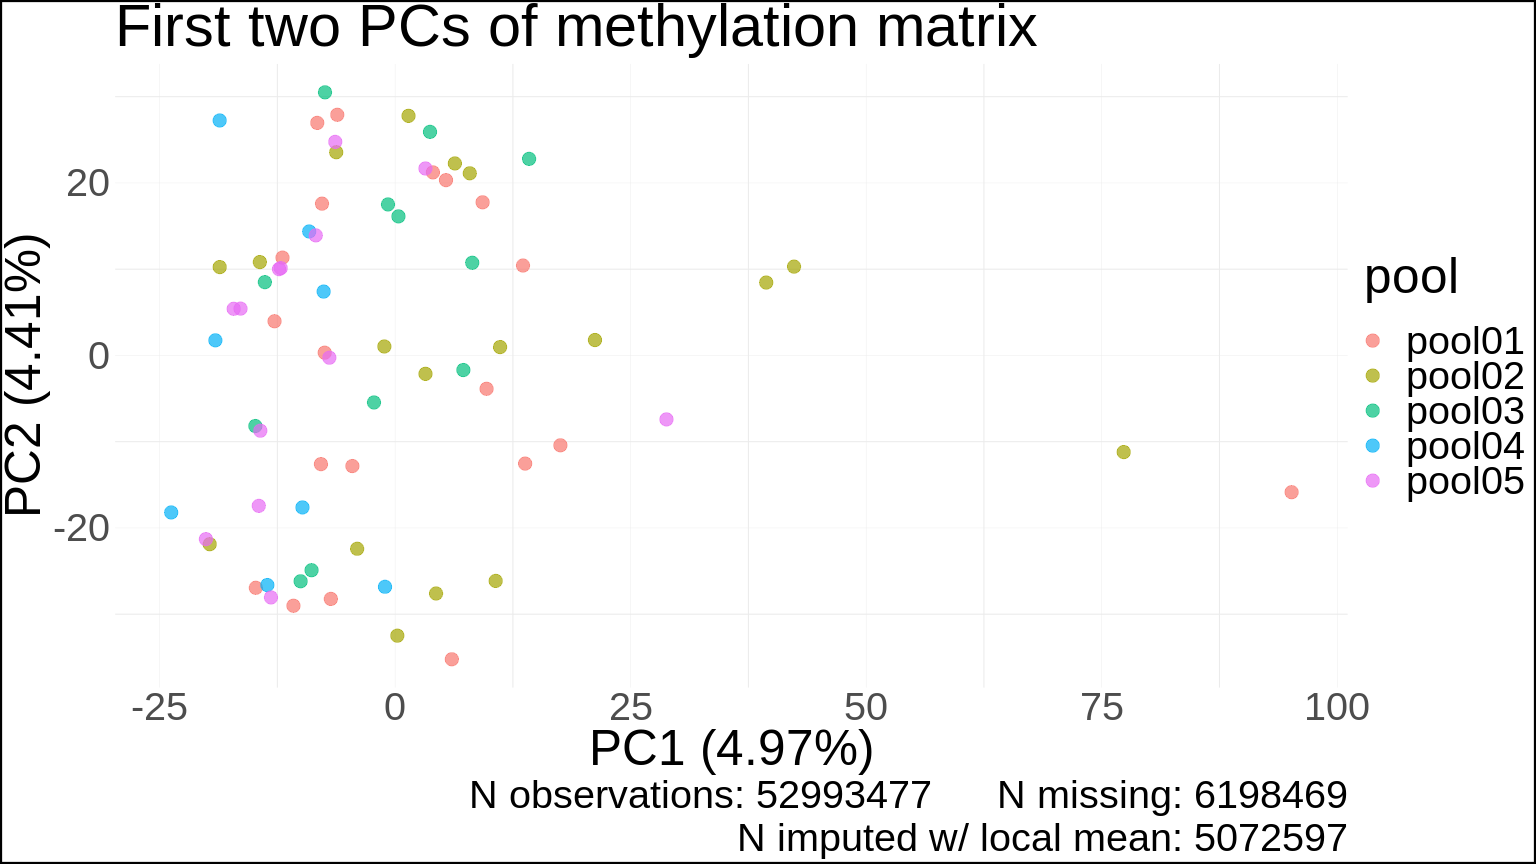 First two PCs of methylation matrix
20
0
-20
PC2 (4.41%)
-25 0 25 50 75 100
PC1 (4.97%)
pool
pool01
pool02
pool03
pool04
pool05
N observations: 52993477 N missing: 6198469
N imputed w/ local mean: 5072597